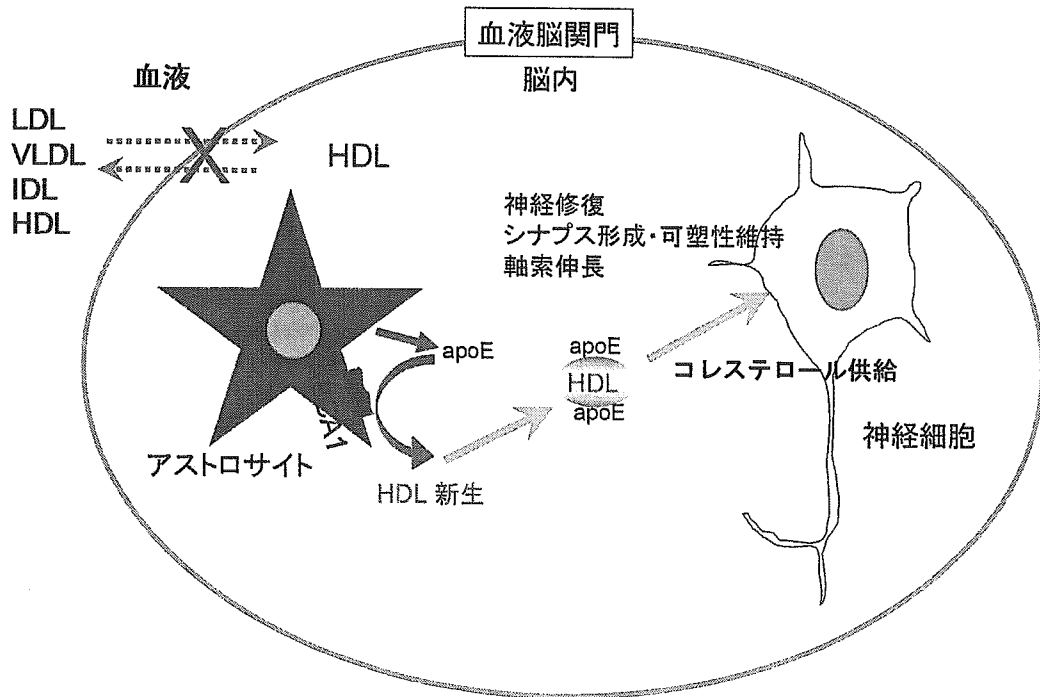 血液脳関門
血液
脳内
LDL
VLDL
IDL
HDL
HDL
神経修復
シナプス形成・可塑性維持
軸索伸長
apoE
apoE
HDL
apoE
コレステロール供給
神経細胞
アストロサイト
HDL 新生